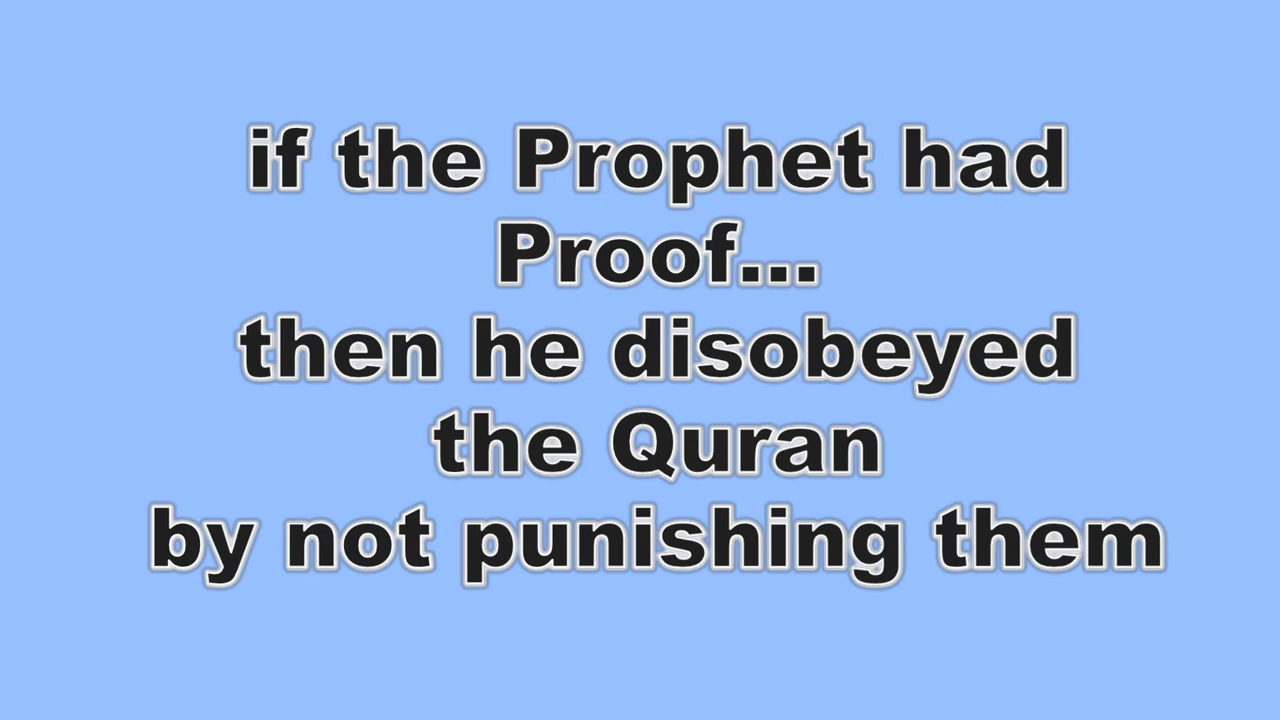 if the Prophet had
Proof...
then he disobeyed
the Quran
by not punishing them